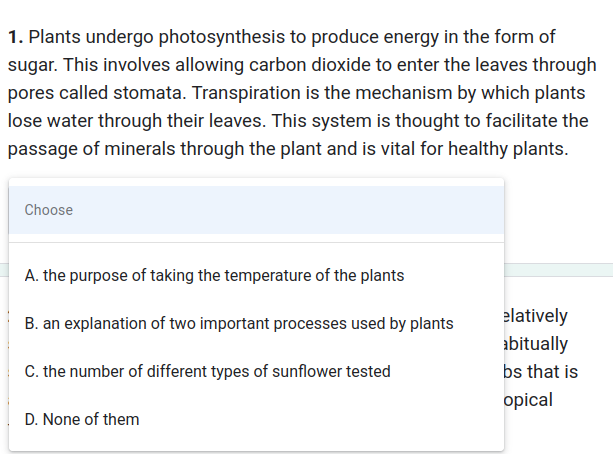 1. Plants undergo photosynthesis to produce energy in the form of
sugar. This involves allowing carbon dioxide to enter the leaves through
pores called stomata. Transpiration is the mechanism by which plants
lose water through their leaves. This system is thought to facilitate the
passage of minerals through the plant and is vital for healthy plants.
Choose
A. the purpose of taking the temperature of the plants
B. an explanation of two important processes used by plants
C. the number of different types of sunflower tested
D. None of them
elatively
abitually
bs that is
opical